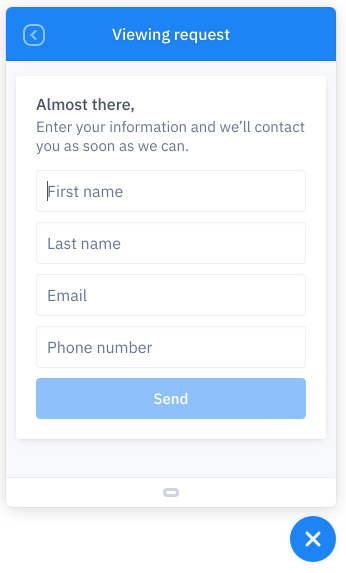 Viewing request
Almost there,
Enter your information and we’ll contact
you as soon as we can.
First name
Last name
Email
Phone number
Send